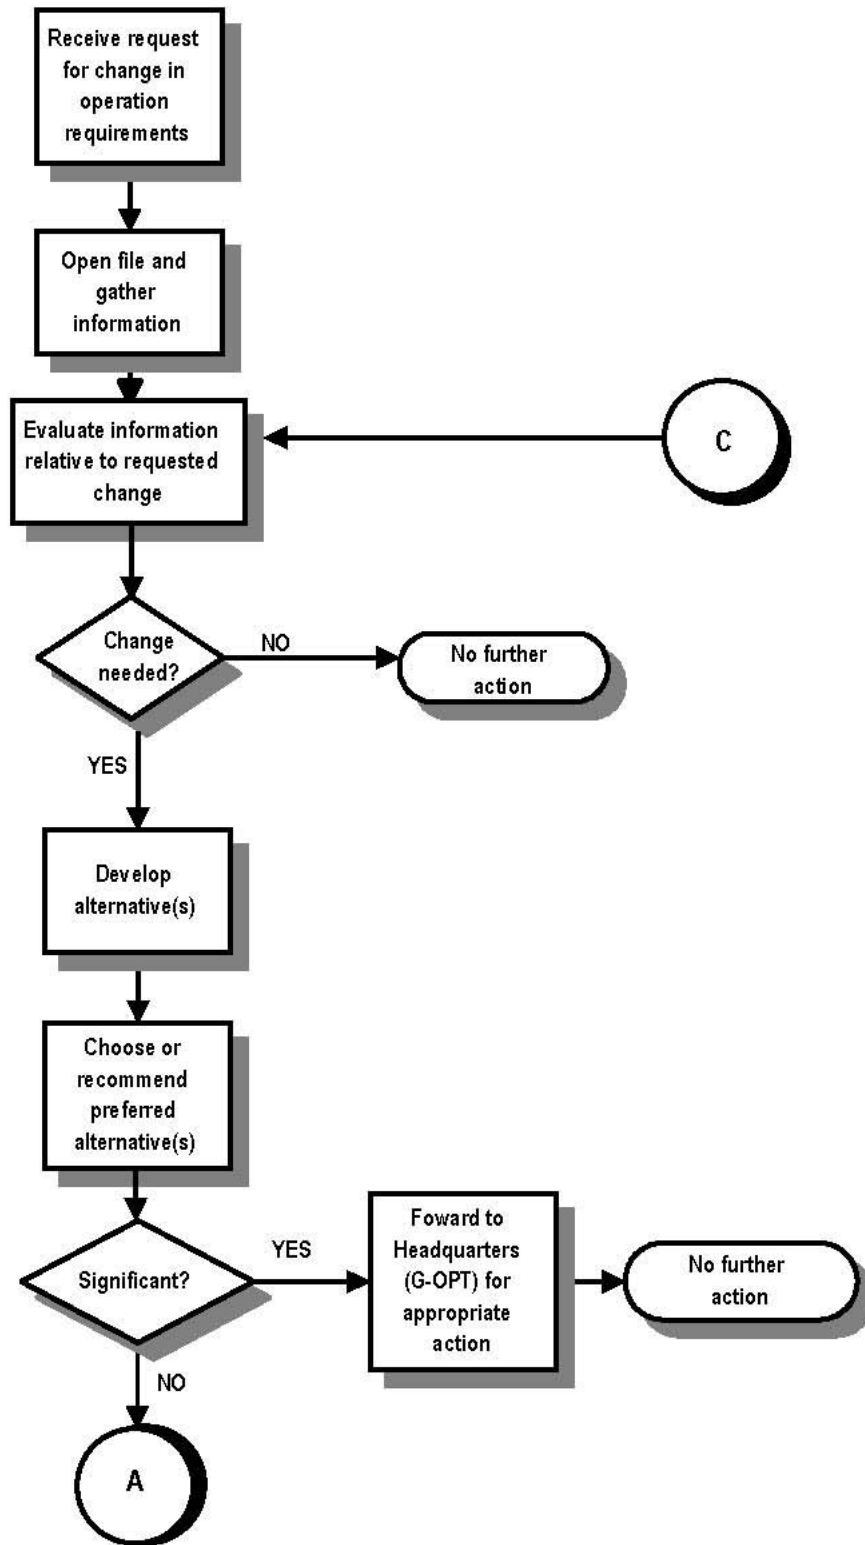 Receive request
for change in
operation
requirements
Open file and
gather
information
Evaluate information
relative to requested
change
C
Change
needed?
NO
No further
action
YES
Develop
alternative(s)
Choose or
recommend
preferred
alternative(s)
Significant?
YES
Foward to
Headquarters
(G-OPT) for
appropriate
action
No further
action
NO
A